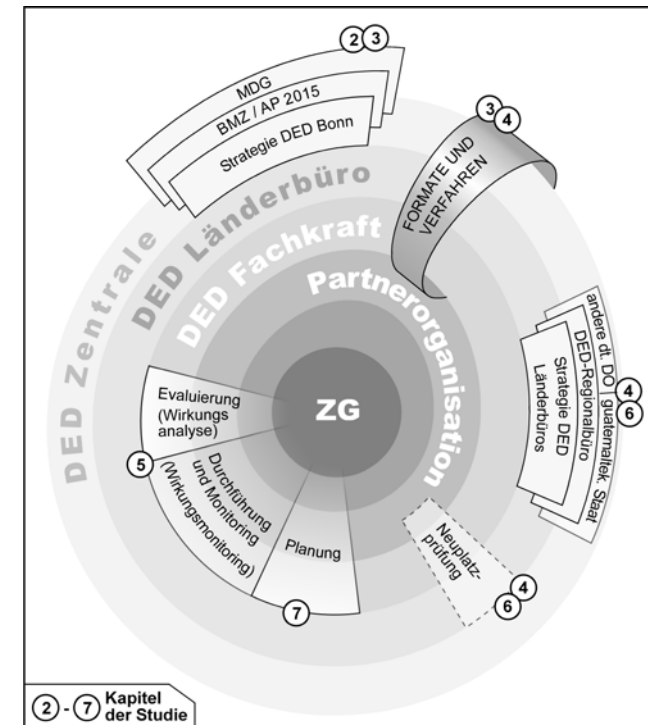 2 3
MDG
BMZ / AP 2015
Strategie DED Bonn
3
4
FORMATE UND
VERFAHREN
DED Zentrale
DED Länderbüro
DED Fachkraft
Partnerorganisation
ZG
andere dt. DO | guatemaltek. Staat
DED-Regionalbüro
Strategie DED
Länderbüros
4
6
Evaluierung
(Wirkungs
analyse)
5
Durchführung
und Monitoring
(Wirkungsmonitoring)
Planung
7
Neuplatz-
prüfung
4
6
2 - 7 Kapitel
der Studie